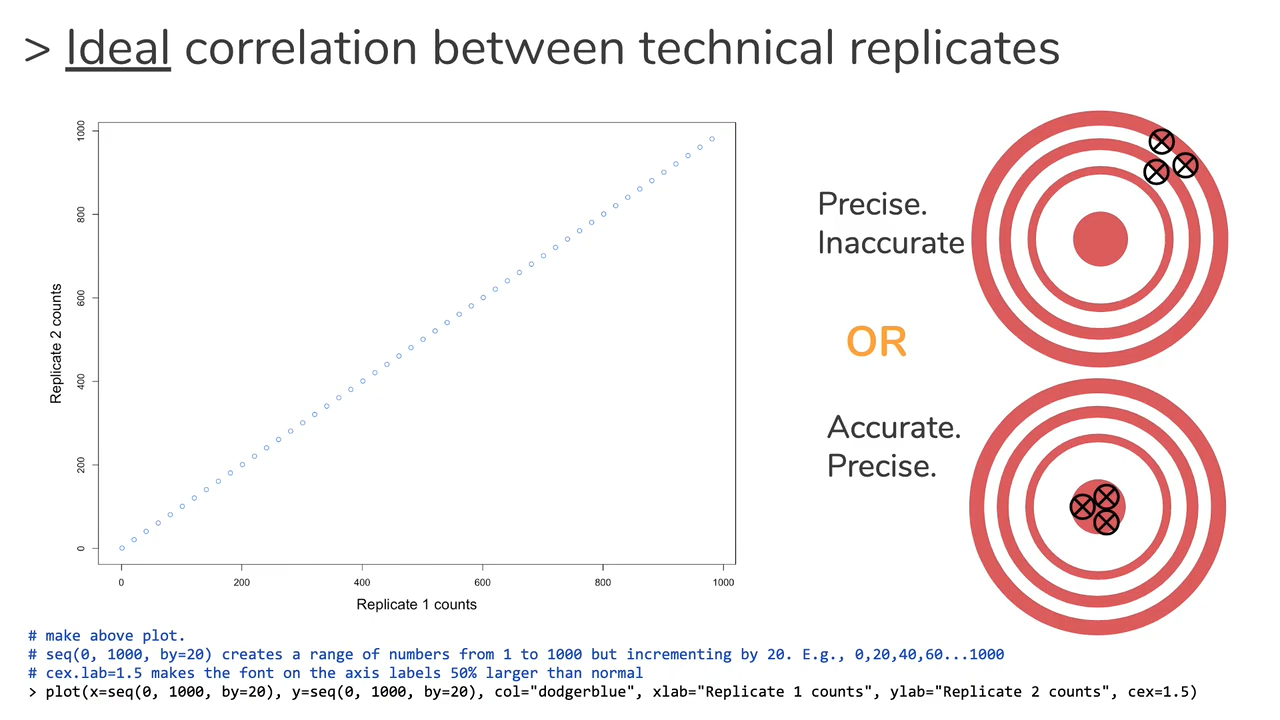 > Ideal correlation between technical replicates
1000
800
600
400
200
0
Replicate 2 counts
0 200 400 600 800 1000
Replicate 1 counts
Precise.
Inaccurate
OR
Accurate.
Precise.
# make above plot.
# seq(0, 1000, by=20) creates a range of numbers from 1 to 1000 but incrementing by 20. E.g., 0,20,40,60...1000
# cex.lab=1.5 makes the font on the axis labels 50% larger than normal
> plot(x=seq(0, 1000, by=20), y=seq(0, 1000, by=20), col="dodgerblue", xlab="Replicate 1 counts", ylab="Replicate 2 counts", cex=1.5)